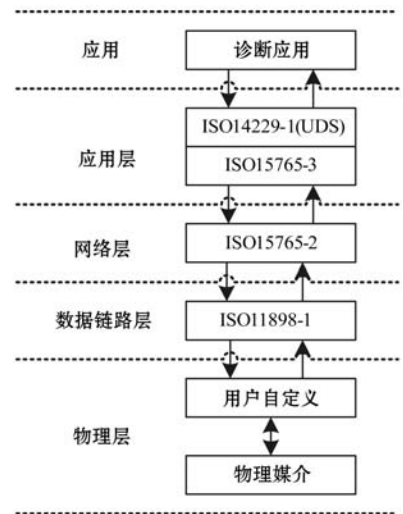 应用
诊断应用
应用层
ISO14229-1(UDS)
ISO15765-3
网络层
ISO15765-2
数据链路层
ISO11898-1
物理层
用户自定义
物理媒介